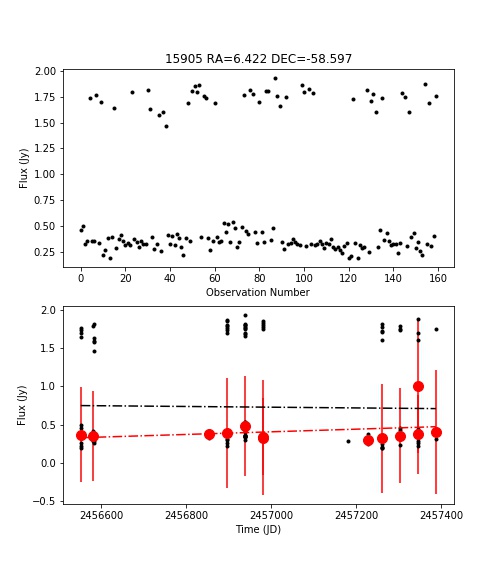 15905 RA=6.422 DEC=-58.597
2.00
1.75
1.50
1.25
1.00
0.75
0.50
0.25
Flux (Jy)
0 20 40 60 80 100 120 140 160
Observation Number
2.0
1.5
1.0
0.5
0.0
−0.5
Flux (Jy)
2456600 2456800 2457000 2457200 2457400
Time (JD)